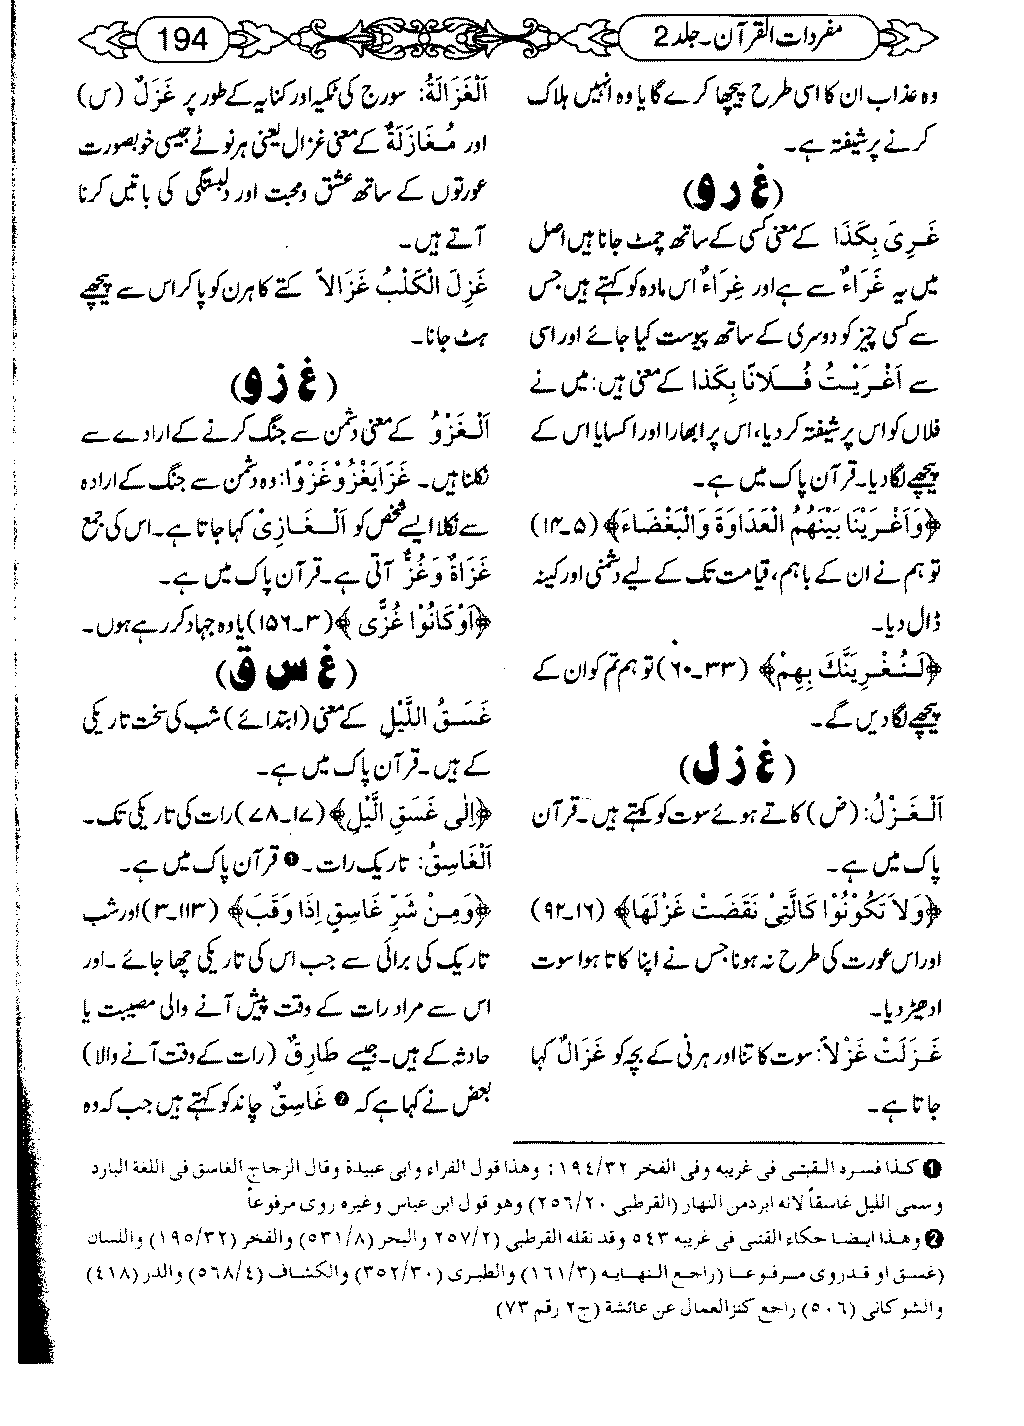 مفردات القرآن۔ جلد 2
194
وہ عذاب ان کا اسی طرح پیچھا کرے گا یا وہ انہیں ہلاک
کرنے پر شیفتہ ہے۔
(غ ر و)
غَرِیَ بِکَذَا کے معنی کسی کے ساتھ چمٹ جانا ہیں اصل
میں یہ غَرَاءٌ سے ہے اور غِرَاءٌ اس مادہ کو کہتے ہیں جس
سے کسی چیز کو دوسری کے ساتھ پیوست کیا جائے اور اسی
سے اَغْرَیْتُ فُلَانًا بِکَذَا کے معنی ہیں: میں نے
فلاں کو اس پر شیفتہ کر دیا، اس پر ابھارا اور اکسایا اس کے
پیچھے لگا دیا۔ قرآن پاک میں ہے۔
﴿وَاَغْرَیْنَا بَیْنَهُمُ الْعَدَاوَةَ وَالْبَغْضَاءَ﴾ (۵۔۱۴)
تو ہم نے ان کے باہم، قیامت تک کے لیے دشمنی اور کینہ
ڈال دیا۔
﴿لَنُغْرِیَنَّكَ بِهِمْ﴾ (۳۳۔۶۰) تو ہم تم کو ان کے
پیچھے لگا دیں گے۔
(غ ز ل)
اَلْغَزْلُ: (ض) کاتے ہوئے سوت کو کہتے ہیں۔ قرآن
پاک میں ہے۔
﴿وَلَا تَكُوْنُوْا كَالَّتِیْ نَقَضَتْ غَزْلَهَا﴾ (۱۶۔۹۲)
اور اس عورت کی طرح نہ ہونا جس نے اپنا کاتا ہوا سوت
ادھیڑ دیا۔
غَزَلَتْ غَزْلاً: سوت کاتنا اور ہرنی کے بچہ کو غَزَالٌ کہا
جاتا ہے۔
اَلْغَزَالَةُ: سورج کی ٹکیہ اور کنایہ کے طور پر غَزَلٌ (س)
اور مُغَازَلَةٌ کے معنی غزال یعنی ہرنوٹے جیسی خوبصورت
عورتوں کے ساتھ عشق ومحبت اور دلبستگی کی باتیں کرنا
آتے ہیں۔
غَزِلَ الْكَلْبُ غَزَالاً کتے کا ہرن کو پا کر اس سے پیچھے
ہٹ جانا۔
(غ ز و)
اَلْغَزْوُ کے معنی دشمن سے جنگ کرنے کے ارادے سے
نکلنا ہیں۔ غَزَا یَغْزُوْ غَزْوًا: وہ دشمن سے جنگ کے ارادہ
سے نکلا ایسے شخص کو اَلْغَازِیْ کہا جاتا ہے۔ اس کی جمع
غَزَاةٌ وَغُزٌّ آتی ہے۔ قرآن پاک میں ہے۔
﴿اَوْ كَانُوْا غُزًّی﴾ (۳۔۱۵۶) یا وہ جہاد کر رہے ہوں۔
(غ س ق)
غَسَقُ اللَّیْلِ کے معنی (ابتدائے) شب کی سخت تاریکی
کے ہیں۔ قرآن پاک میں ہے۔
﴿اِلٰی غَسَقِ الَّیْلِ﴾ (۱۷۔۷۸) رات کی تاریکی تک۔
اَلْغَاسِقُ: تاریک رات۔❶ قرآن پاک میں ہے۔
﴿وَمِنْ شَرِّ غَاسِقٍ اِذَا وَقَبَ﴾ (۱۱۳۔۳) اور شب
تاریک کی برائی سے جب اس کی تاریکی چھا جائے۔ اور
اس سے مراد رات کے وقت پیش آنے والی مصیبت یا
حادثہ کے ہیں۔ جیسے طَارِقٌ (رات کے وقت آنے والا)
بعض نے کہا ہے کہ❷ غَاسِقٌ چاند کو کہتے ہیں جب کہ وہ
❶ كذا فسره القتبی فی غریبه وفی الفخر ۱۹٤/۳۲: وهذا قول الفراء وابی عبیدة وقال الزجاج الغاسق فی اللغة البارد
وسمی اللیل غاسقاً لانه ابرد من النهار (القرطبی ۲۵٦/۲۰) وهو قول ابن عباس وغیره روی مرفوعاً
❷ وهذا ایضا حكاه القتبی فی غریبه ۵٤۳ وقد نقله القرطبی (۲۵۷/۲ والبحر (۵۳۱/۸) والفخر (۱۹۵/۳۲) واللسان
(غسق او قدروی مرفوعا (راجع النهایه (۱٦۱/۳) والطبری (۳۵۲/۳۰) والكشاف (۵٦۸/٤) والدر (٤۱۸)
والشوكانی (۵۰٦) راجع كنزالعمال عن عائشة (ج۲ رقم ۷۳)